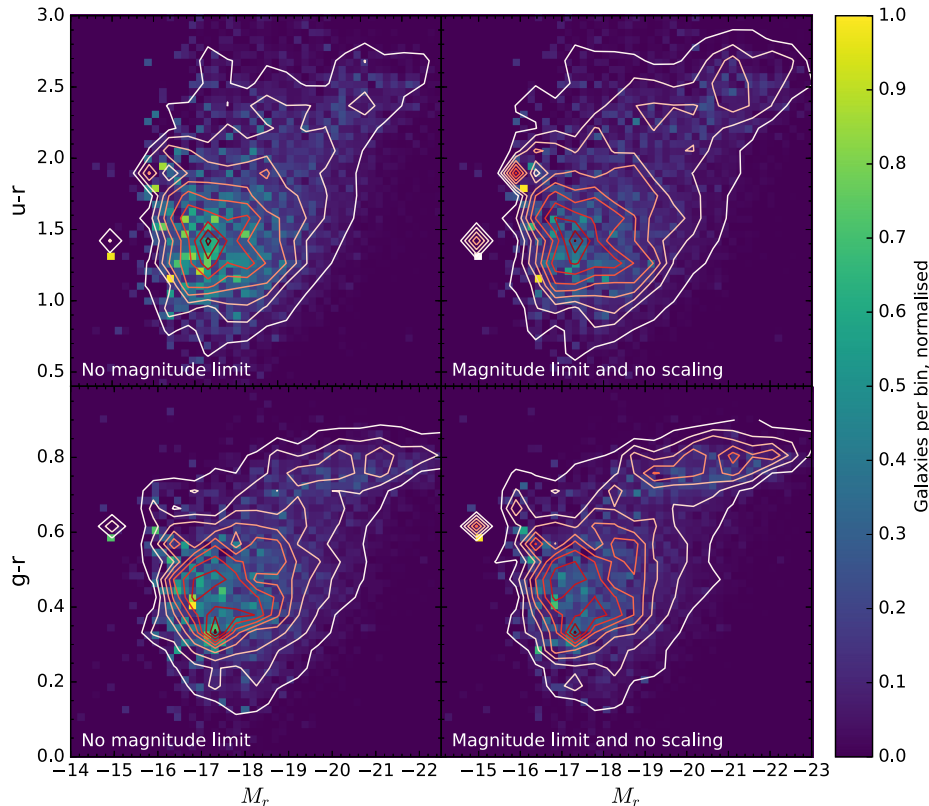 3.0
2.5
2.0
1.5
1.0
0.5
u-r
No magnitude limit
Magnitude limit and no scaling
0.8
0.6
0.4
0.2
0.0
g-r
No magnitude limit
Magnitude limit and no scaling
−14 −15 −16 −17 −18 −19 −20 −21 −22
−15 −16 −17 −18 −19 −20 −21 −22 −23
M_r
M_r
1.0
0.9
0.8
0.7
0.6
0.5
0.4
0.3
0.2
0.1
0.0
Galaxies per bin, normalised